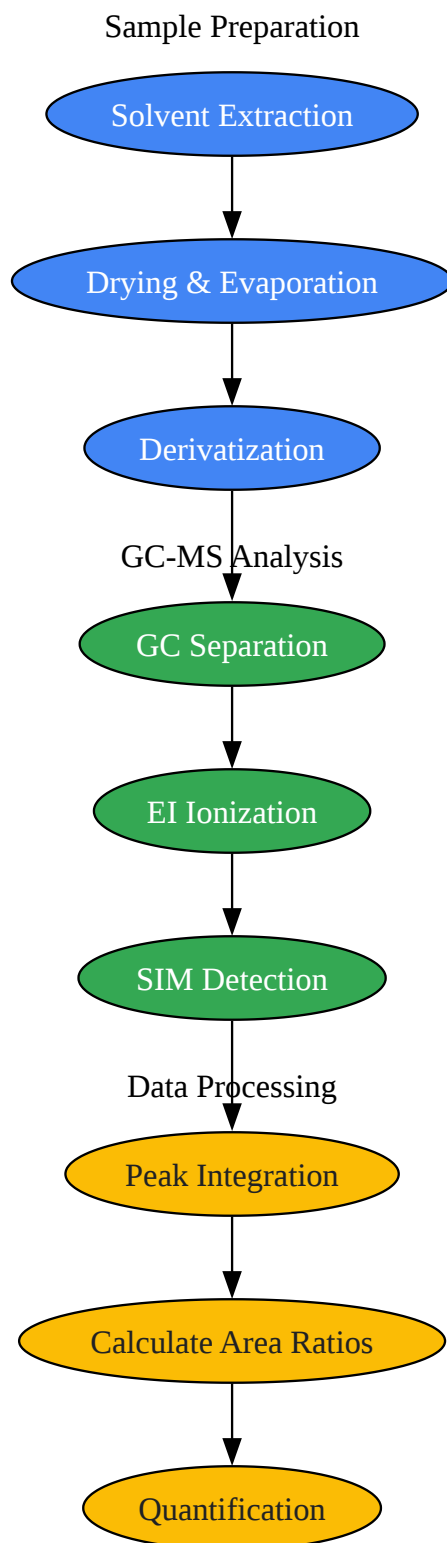 Sample Preparation
Solvent Extraction
Drying & Evaporation
Derivatization
GC-MS Analysis
GC Separation
EI Ionization
SIM Detection
Data Processing
Peak Integration
Calculate Area Ratios
Quantification